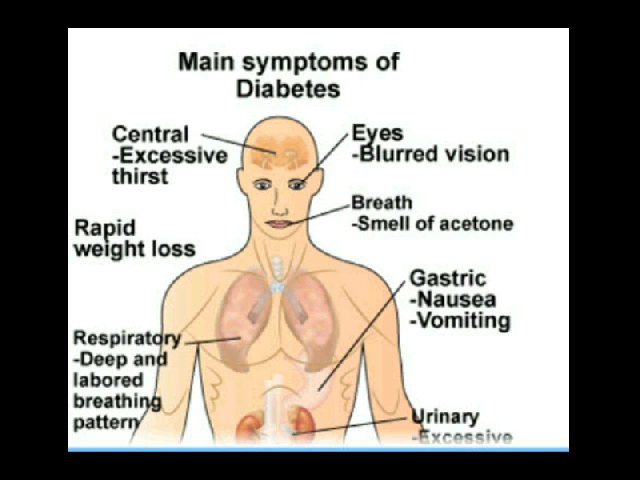 Main symptoms of
Diabetes
Central
-Excessive
thirst
Eyes
-Blurred vision
Breath
-Smell of acetone
Rapid
weight loss
Gastric
-Nausea
-Vomiting
Respiratory
-Deep and
labored
breathing
pattern
Urinary
-Excessive